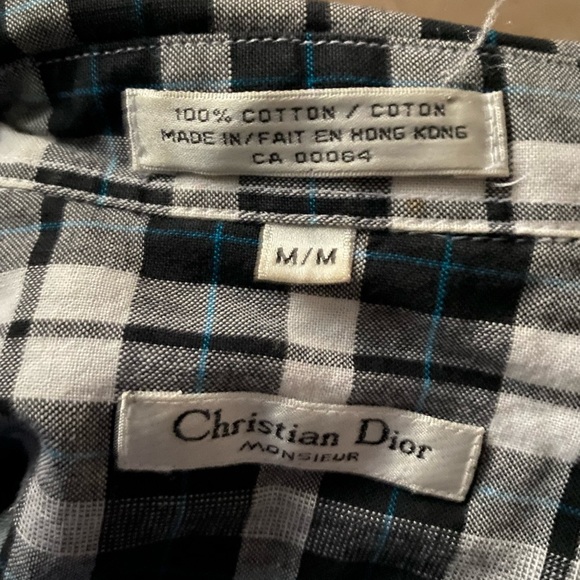 100% COTTON / COTON
MADE IN/FAIT EN HONG KONG
CA 00064
M/M
Christian Dior
MONSIEUR